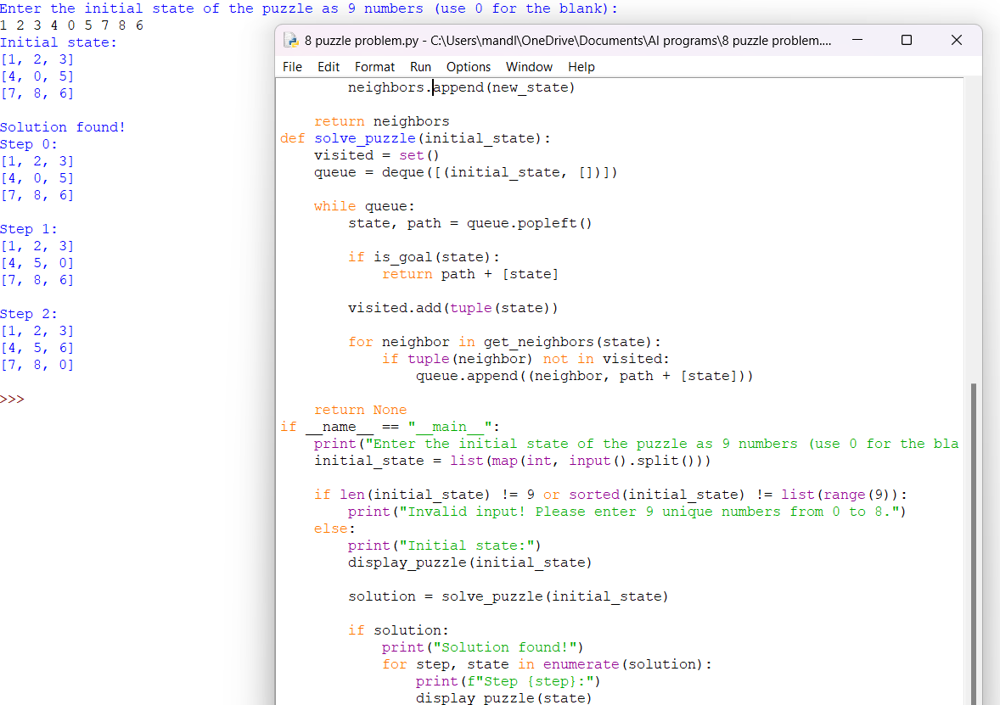 Enter the initial state of the puzzle as 9 numbers (use 0 for the blank):
1 2 3 4 0 5 7 8 6
Initial state:
[1, 2, 3]
[4, 0, 5]
[7, 8, 6]
Solution found!
Step 0:
[1, 2, 3]
[4, 0, 5]
[7, 8, 6]
Step 1:
[1, 2, 3]
[4, 5, 0]
[7, 8, 6]
Step 2:
[1, 2, 3]
[4, 5, 6]
[7, 8, 0]
>>>
8 puzzle problem.py - C:\Users\mandl\OneDrive\Documents\AI programs\8 puzzle problem....
File Edit Format Run Options Window Help
        neighbors.append(new_state)
    return neighbors
def solve_puzzle(initial_state):
    visited = set()
    queue = deque([(initial_state, [])])
    while queue:
        state, path = queue.popleft()
        if is_goal(state):
            return path + [state]
        visited.add(tuple(state))
        for neighbor in get_neighbors(state):
            if tuple(neighbor) not in visited:
                queue.append((neighbor, path + [state]))
    return None
if __name__ == "__main__":
    print("Enter the initial state of the puzzle as 9 numbers (use 0 for the bla
    initial_state = list(map(int, input().split()))
    if len(initial_state) != 9 or sorted(initial_state) != list(range(9)):
        print("Invalid input! Please enter 9 unique numbers from 0 to 8.")
    else:
        print("Initial state:")
        display_puzzle(initial_state)
        solution = solve_puzzle(initial_state)
        if solution:
            print("Solution found!")
            for step, state in enumerate(solution):
                print(f"Step {step}:")
                display_puzzle(state)